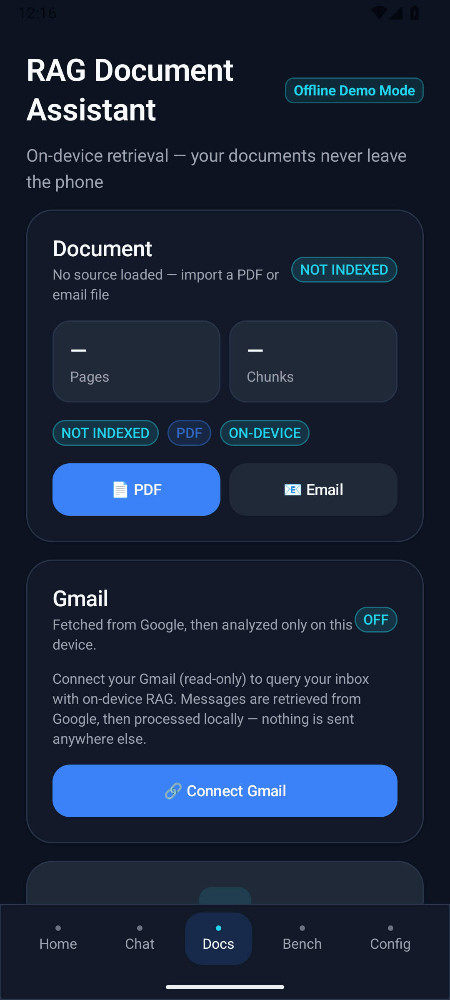 12:16
RAG Document
Assistant
Offline Demo Mode
On-device retrieval — your documents never leave
the phone
Document
No source loaded — import a PDF or
email file
NOT INDEXED
—
Pages
—
Chunks
NOT INDEXED
PDF
ON-DEVICE
PDF
Email
Gmail
Fetched from Google, then analyzed only on this
device.
OFF
Connect your Gmail (read-only) to query your inbox
with on-device RAG. Messages are retrieved from
Google, then processed locally — nothing is sent
anywhere else.
Connect Gmail
Home
Chat
Docs
Bench
Config